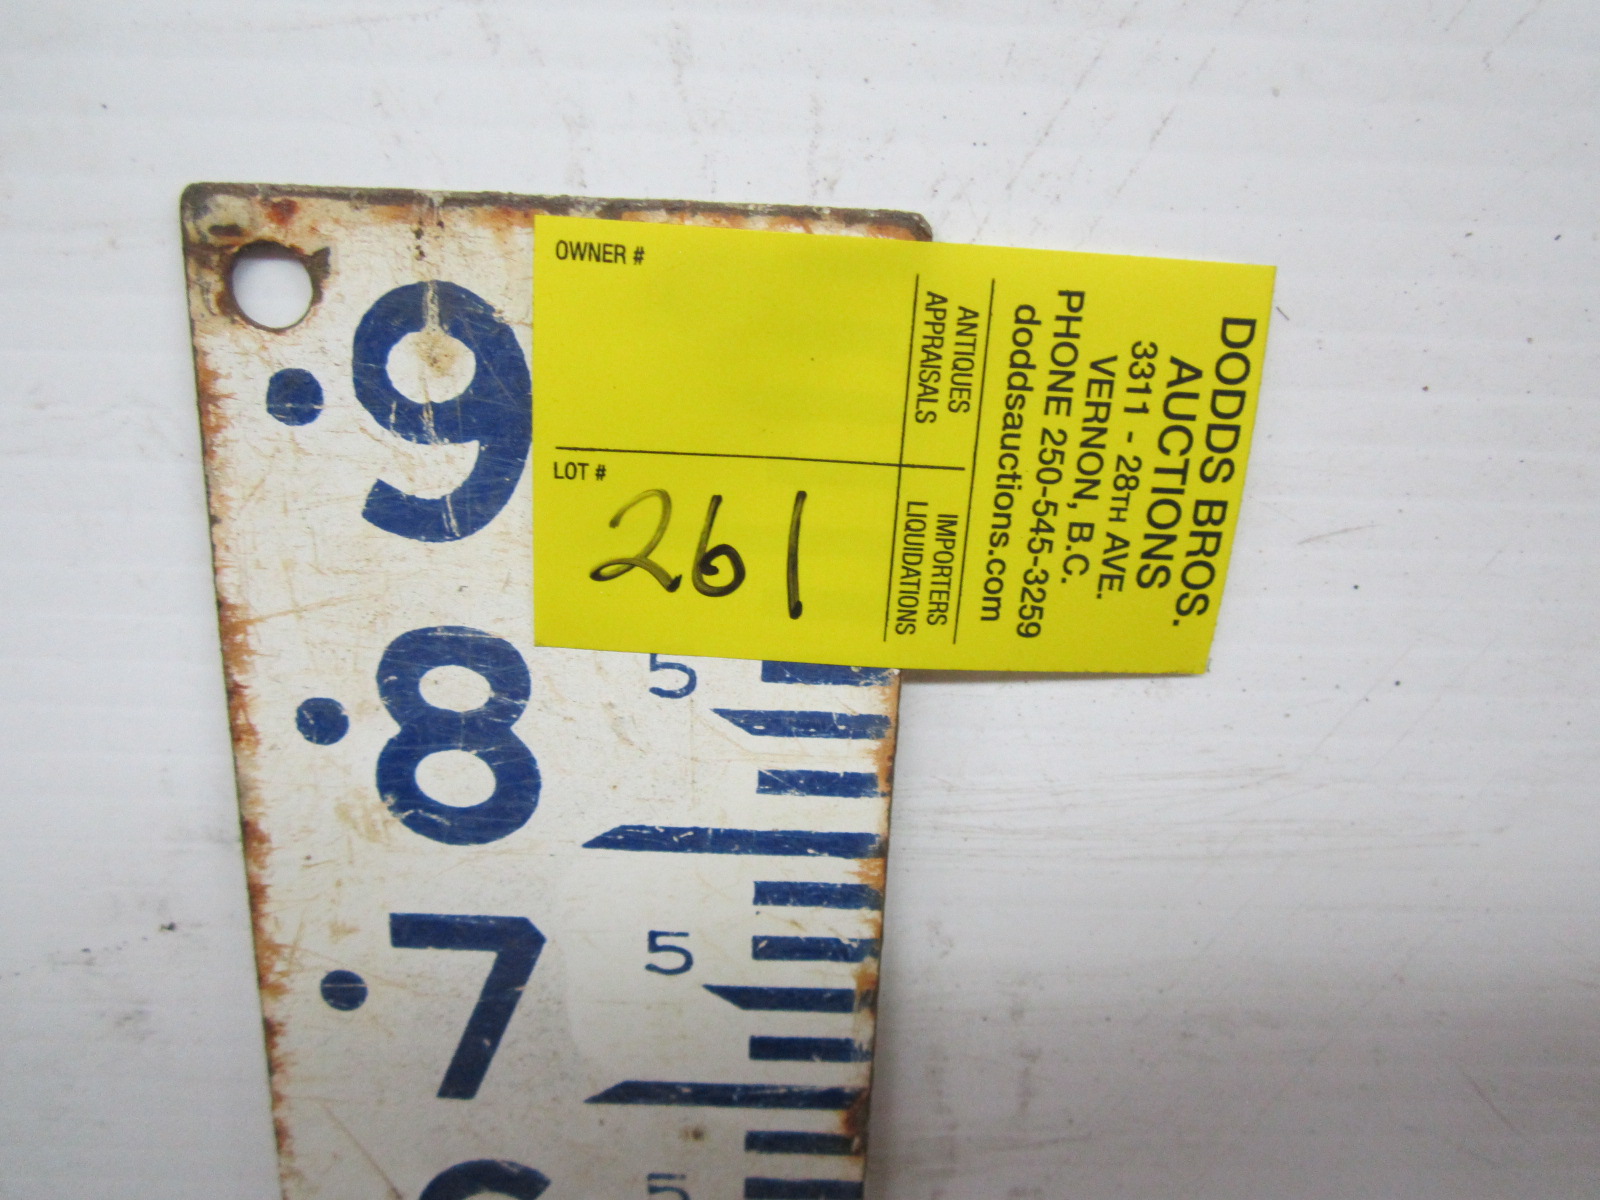 OWNER #
LOT #
261
ANTIQUES
APPRAISALS
IMPORTERS
LIQUIDATIONS
DODDS BROS.
AUCTIONS
3311 - 28TH AVE.
VERNON, B.C.
PHONE 250-545-3259
doddsauctions.com
9
8
5
7
5
5